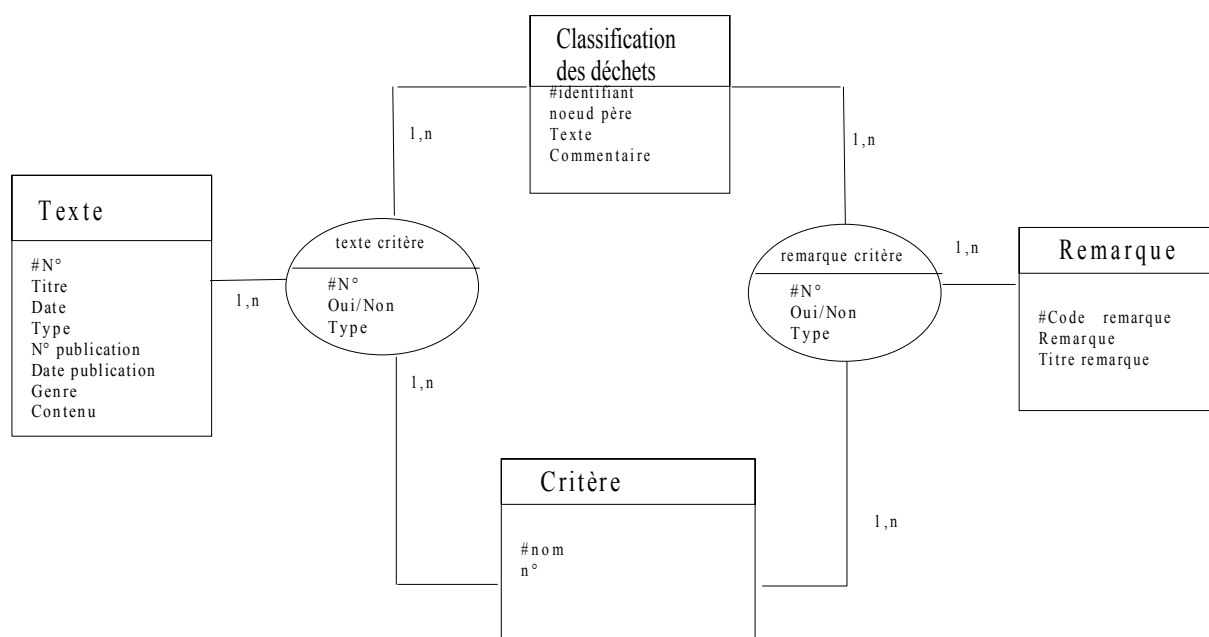 Classification
des déchets
#identifiant
noeud père
Texte
Commentaire
1,n
1,n
Texte
#N°
Titre
Date
Type
N° publication
Date publication
Genre
Contenu
1,n
texte critère
#N°
Oui/Non
Type
1,n
remarque critère
#N°
Oui/Non
Type
1,n
Remarque
#Code remarque
Remarque
Titre remarque
1,n
Critère
#nom
n°